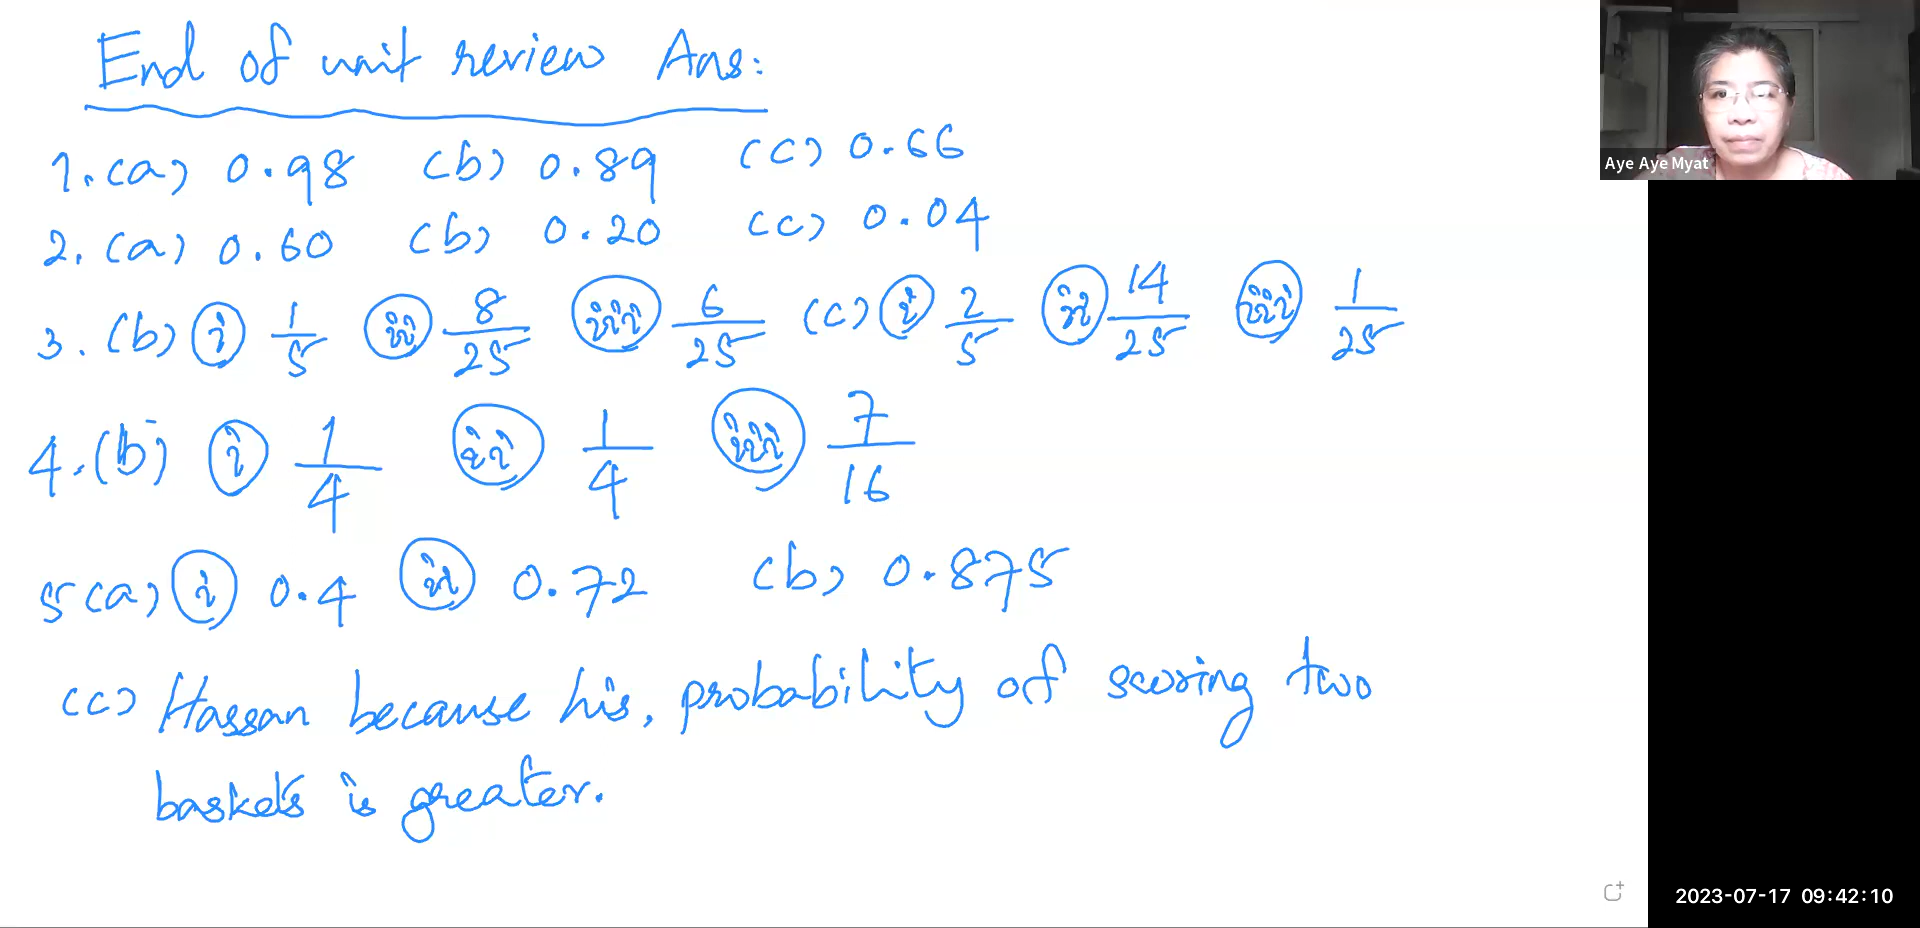 End of unit review Ans:
1. (a) 0.98 (b) 0.89 (c) 0.66
2. (a) 0.60 (b) 0.20 (c) 0.04
3. (b) (i) 1/5 (ii) 8/25 (iii) 6/25 (c) (i) 2/5 (ii) 14/25 (iii) 1/25
4. (b) (i) 1/4 (ii) 1/4 (iii) 7/16
5 (a) (i) 0.4 (ii) 0.72 (b) 0.875
(c) Hassan because his, probability of scoring two
baskets is greater.
Aye Aye Myat
2023-07-17 09:42:10